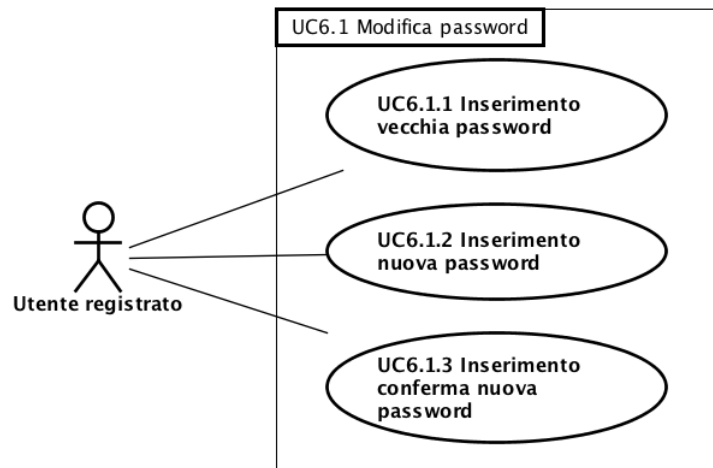 UC6.1 Modifica password
UC6.1.1 Inserimento
vecchia password
UC6.1.2 Inserimento
nuova password
Utente registrato
UC6.1.3 Inserimento
conferma nuova
password